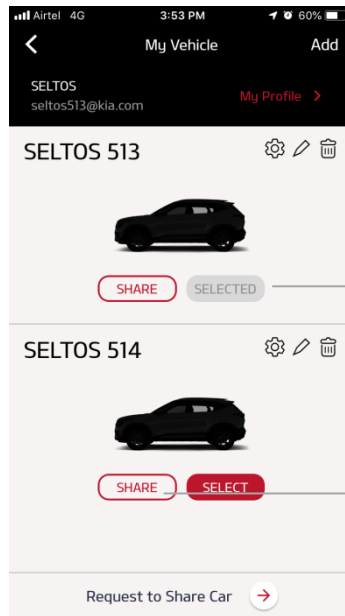 Airtel 4G 3:53 PM 60%
My Vehicle Add
SELTOS
seltos513@kia.com
My Profile
SELTOS 513
SHARE SELECTED
SELTOS 514
SHARE SELECT
Request to Share Car